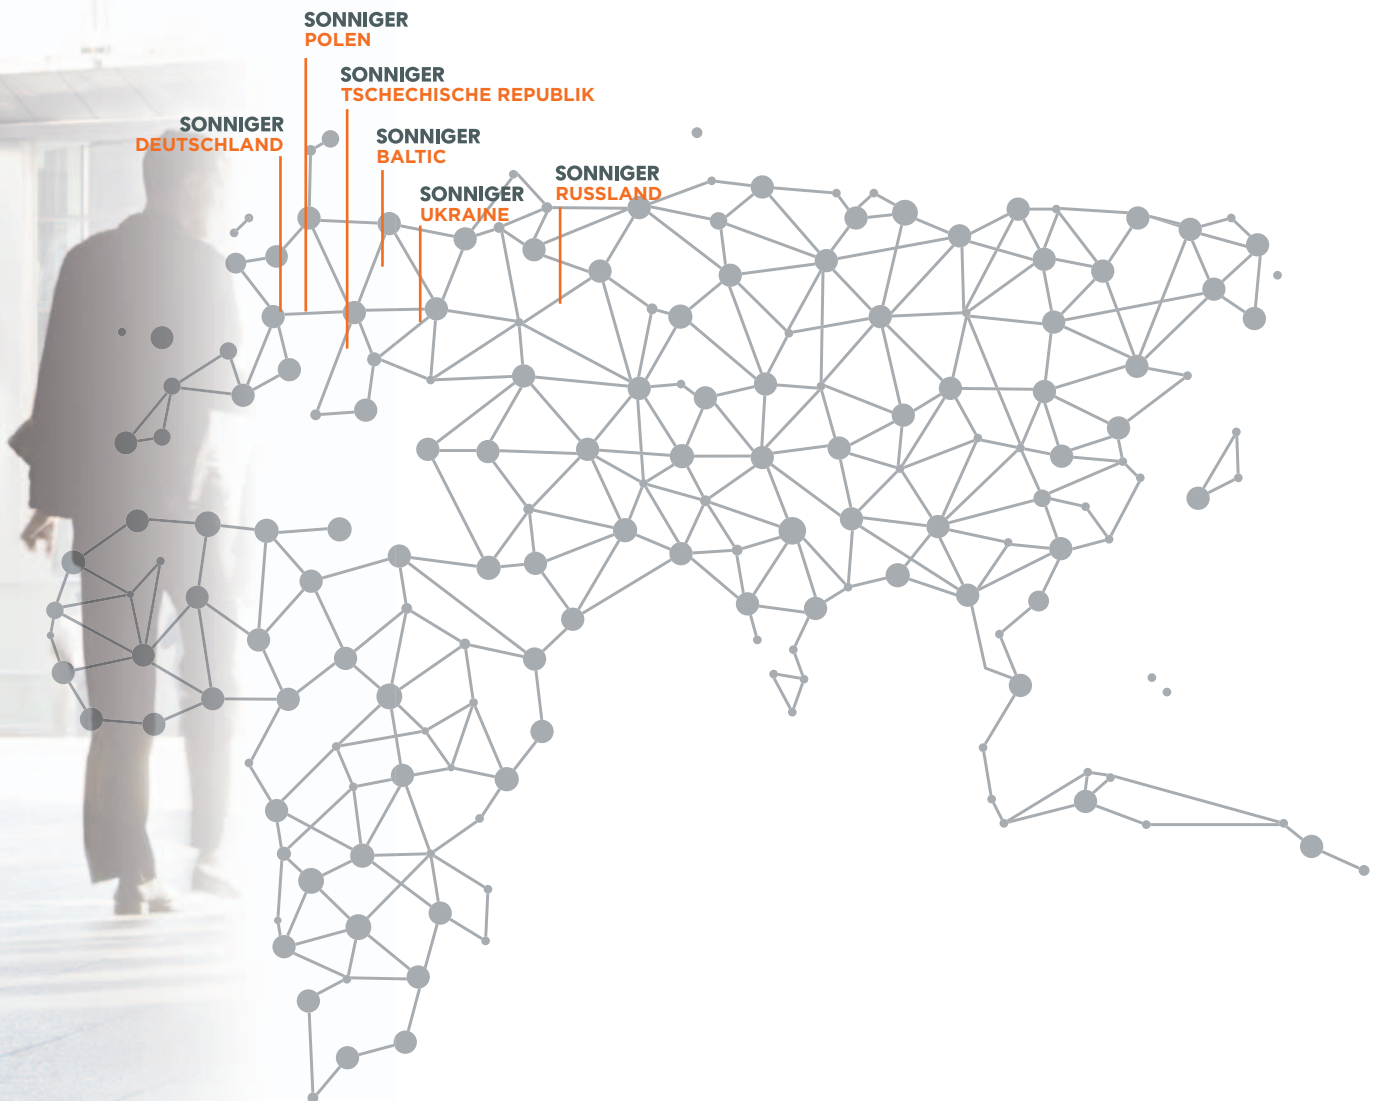 SONNIGER
POLEN
SONNIGER
TSCHECHISCHE REPUBLIK
SONNIGER
DEUTSCHLAND
SONNIGER
BALTIC
SONNIGER
UKRAINE
SONNIGER
RUSSLAND